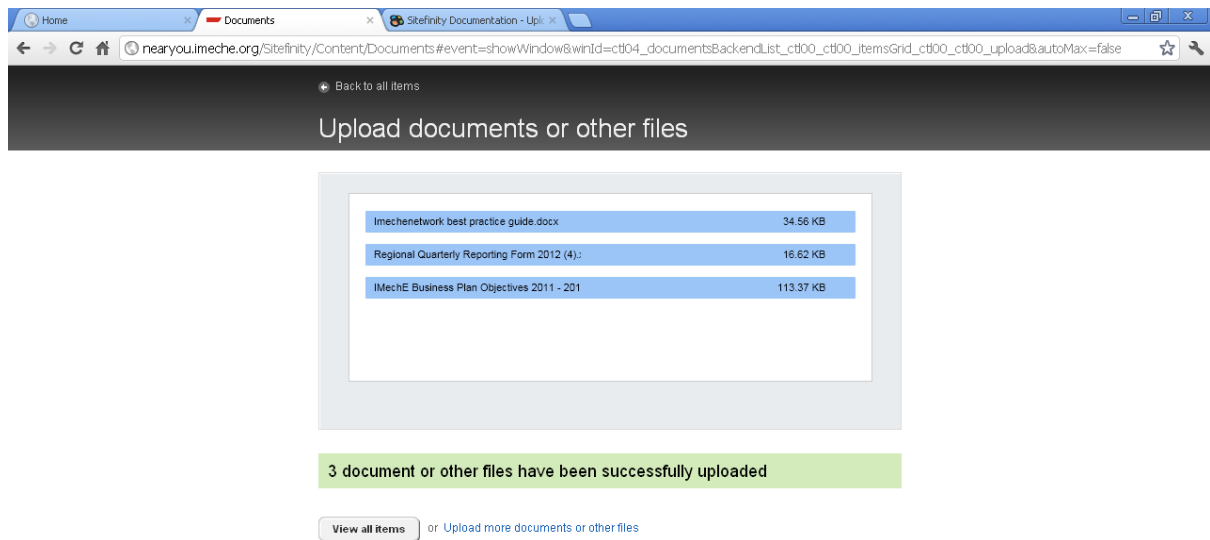 Home
Documents
Sitefinity Documentation - Uplo
nearyou.imeche.org/Sitefinity/Content/Documents#event=showWindow&winId=ctl04_documentsBackendList_ctl00_ctl00_itemsGrid_ctl00_ctl00_upload&autoMax=false
Back to all items
Upload documents or other files
Imechenetwork best practice guide.docx 34.56 KB
Regional Quarterly Reporting Form 2012 (4).: 16.62 KB
IMechE Business Plan Objectives 2011 - 201 113.37 KB
3 document or other files have been successfully uploaded
View all items or Upload more documents or other files